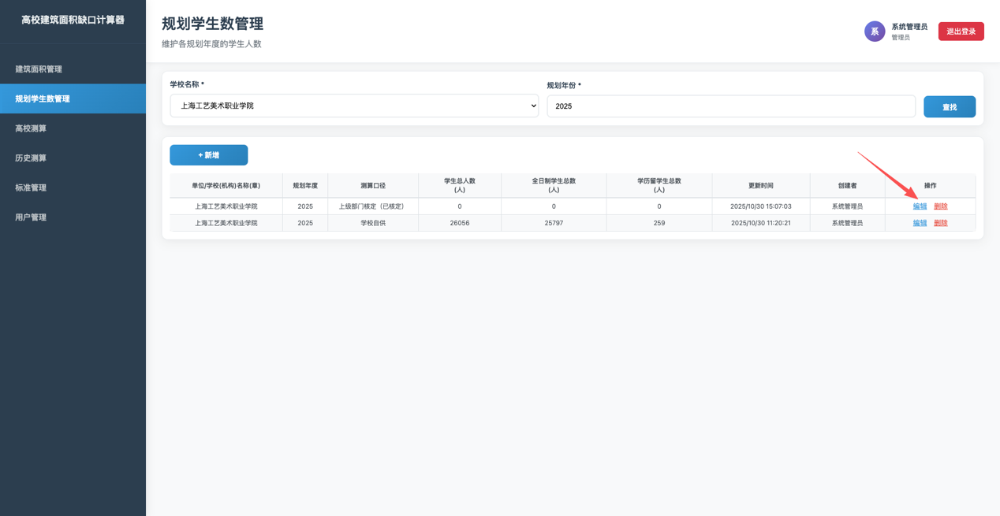 高校建筑面积缺口计算器
建筑面积管理
规划学生数管理
高校测算
历史测算
标准管理
用户管理
规划学生数管理
维护各规划年度的学生人数
系
系统管理员
管理员
退出登录
学校名称 *
上海工艺美术职业学院
规划年份 *
2025
查找
+ 新增
单位/学校(机构)名称(章) 规划年度 测算口径 学生总人数(人) 全日制学生总数(人) 学历留学生总数(人) 更新时间 创建者 操作
上海工艺美术职业学院 2025 上级部门核定（已核定） 0 0 0 2025/10/30 15:07:03 系统管理员 编辑 删除
上海工艺美术职业学院 2025 学校自供 26056 25797 259 2025/10/30 11:20:21 系统管理员 编辑 删除